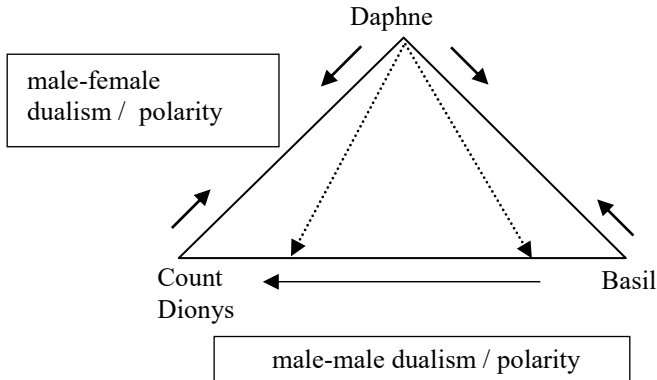 Daphne
male-female
dualism / polarity
Count
Dionys
Basil
male-male dualism / polarity